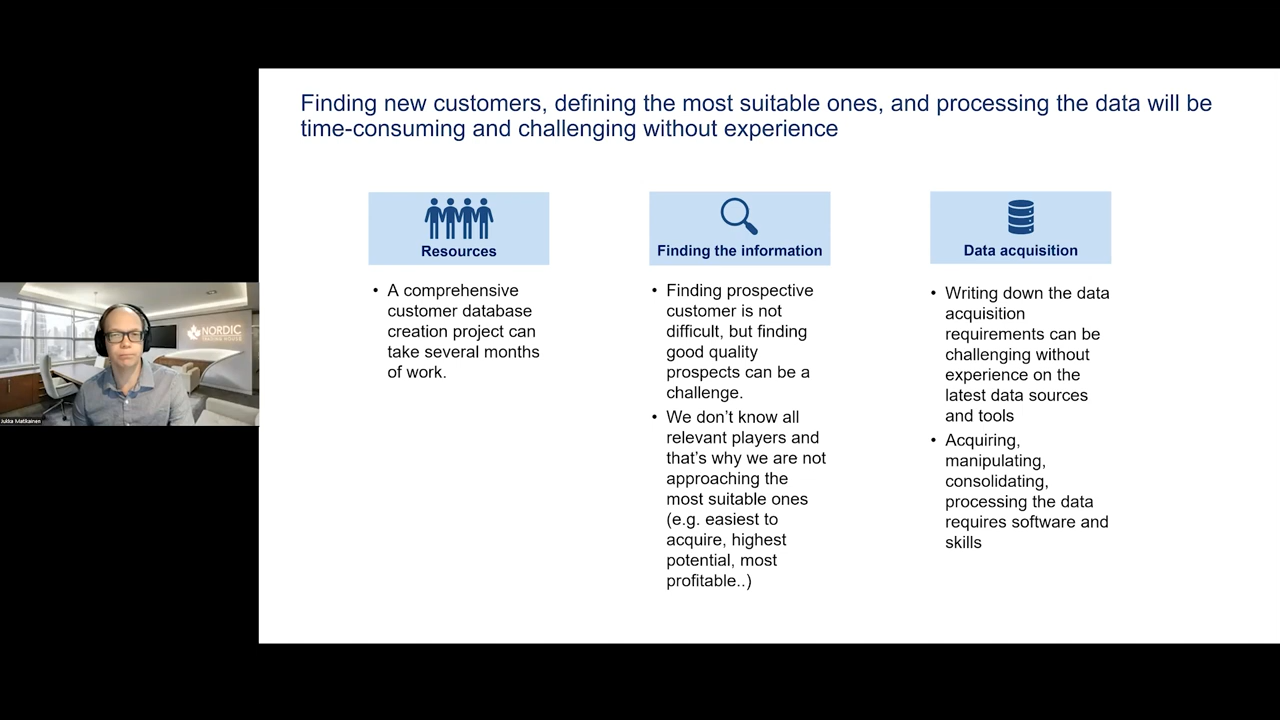 Finding new customers, defining the most suitable ones, and processing the data will be
time-consuming and challenging without experience
Resources
• A comprehensive
customer database
creation project can
take several months
of work.
Finding the information
• Finding prospective
customer is not
difficult, but finding
good quality
prospects can be a
challenge.
• We don’t know all
relevant players and
that’s why we are not
approaching the
most suitable ones
(e.g. easiest to
acquire, highest
potential, most
profitable..)
Data acquisition
• Writing down the data
acquisition
requirements can be
challenging without
experience on the
latest data sources
and tools
• Acquiring,
manipulating,
consolidating,
processing the data
requires software and
skills
NORDIC
TRADING HOUSE
Jukka Matikainen